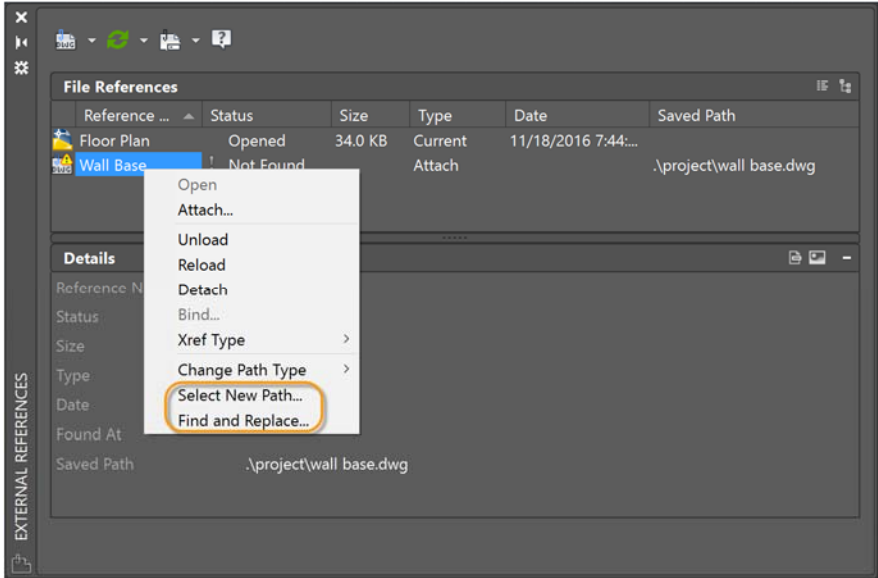 DWG
File References
Reference ... Status Size Type Date Saved Path
Floor Plan Opened 34.0 KB Current 11/18/2016 7:44:...
DWG Wall Base ! Not Found Attach .\project\wall base.dwg
Open
Attach...
Unload
Details
Reload
Reference N
Detach
Status
Bind...
Size
Xref Type
Type
Change Path Type
Date
Select New Path...
Found At
Find and Replace...
Saved Path .\project\wall base.dwg
EXTERNAL REFERENCES